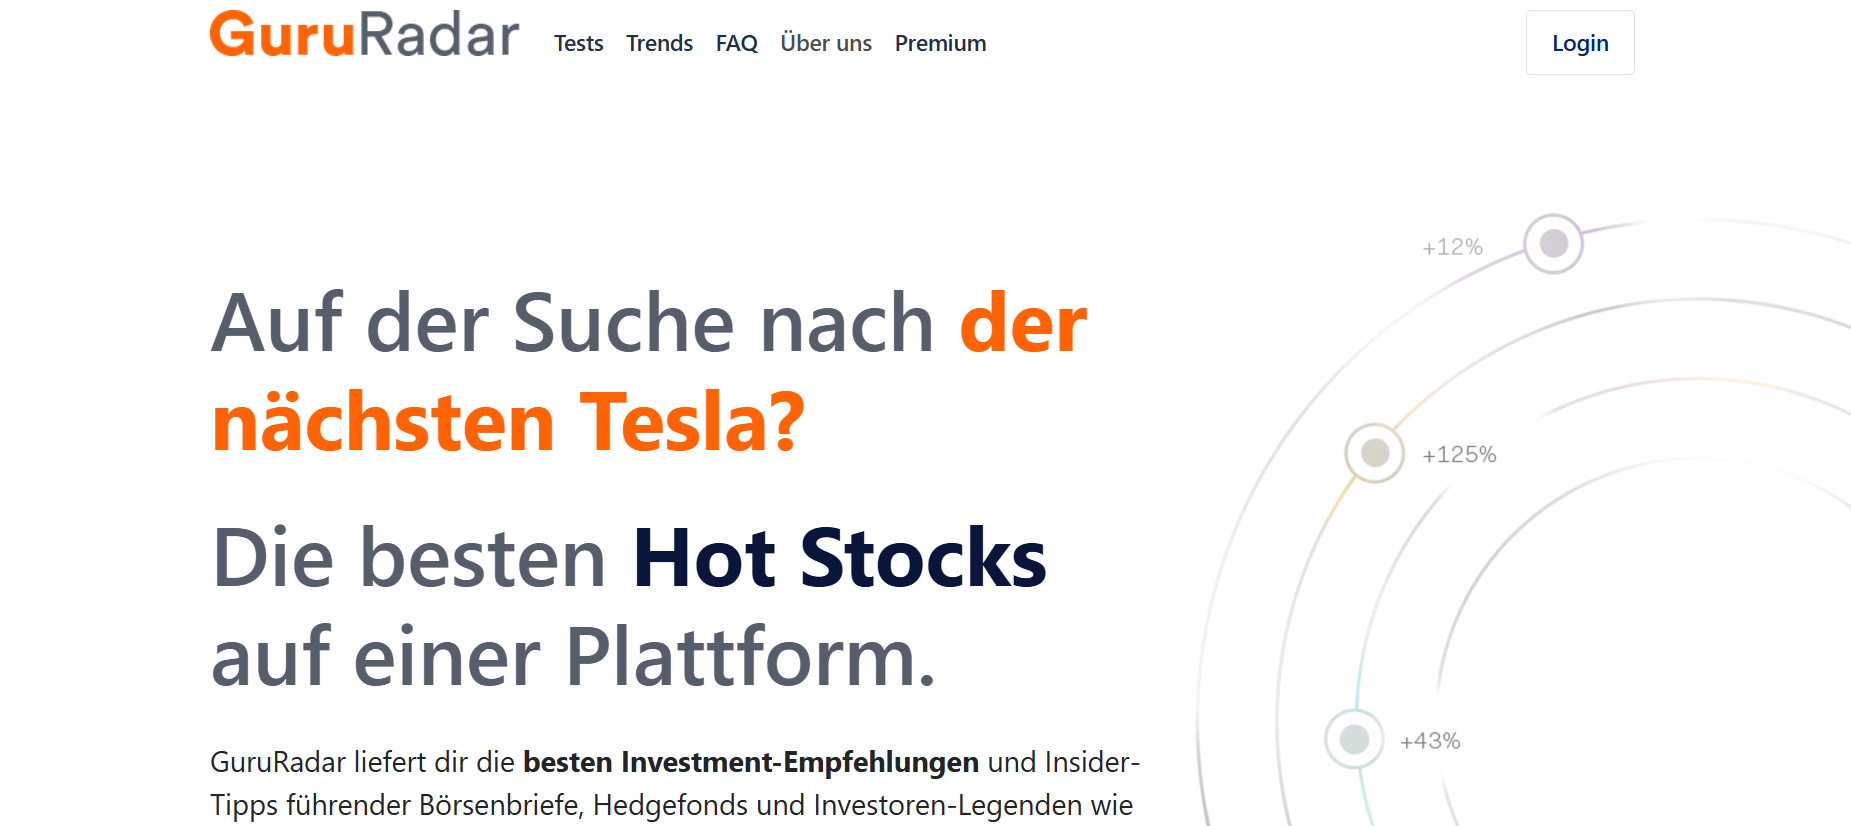 GuruRadar
Tests Trends FAQ Über uns Premium
Login
Auf der Suche nach der
nächsten Tesla?
Die besten Hot Stocks
auf einer Plattform.
GuruRadar liefert dir die besten Investment-Empfehlungen und Insider-
Tipps führender Börsenbriefe, Hedgefonds und Investoren-Legenden wie
+12%
+125%
+43%